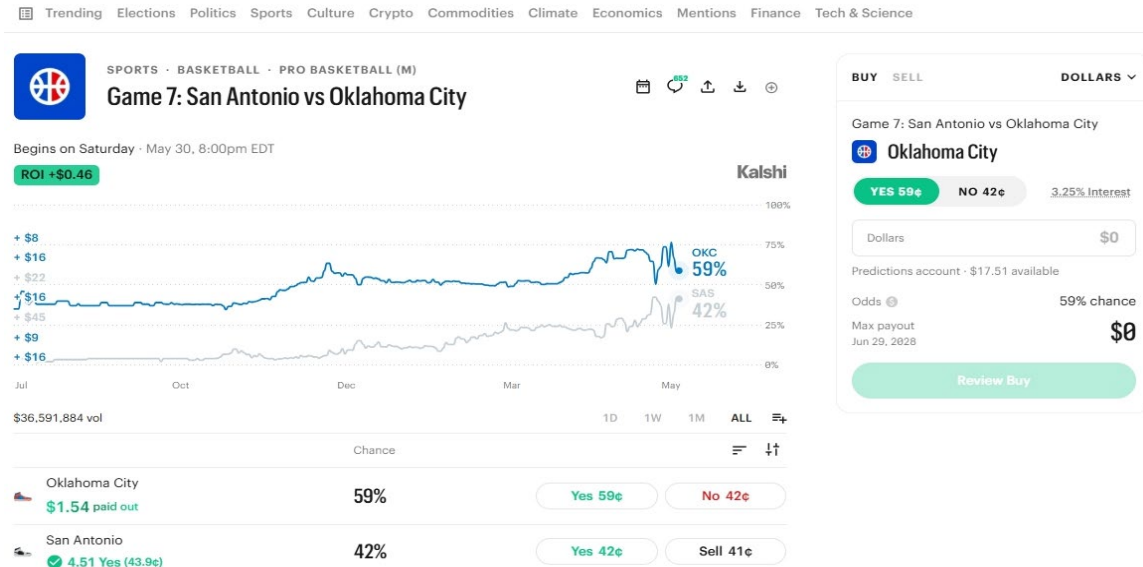 Trending Elections Politics Sports Culture Crypto Commodities Climate Economics Mentions Finance Tech & Science
SPORTS · BASKETBALL · PRO BASKETBALL (M)
Game 7: San Antonio vs Oklahoma City
652
Begins on Saturday · May 30, 8:00pm EDT
ROI +$0.46
Kalshi
100%
75%
50%
25%
0%
+ $8
+ $16
+ $22
+ $16
+ $45
+ $9
+ $16
OKC
59%
SAS
42%
Jul Oct Dec Mar May
$36,591,884 vol
1D 1W 1M ALL
Chance
Oklahoma City
$1.54 paid out
59%
Yes 59¢ No 42¢
San Antonio
4.51 Yes (43.9¢)
42%
Yes 42¢ Sell 41¢
BUY SELL DOLLARS
Game 7: San Antonio vs Oklahoma City
Oklahoma City
YES 59¢ NO 42¢ 3.25% Interest
Dollars $0
Predictions account · $17.51 available
Odds 59% chance
Max payout
Jun 29, 2028
$0
Review Buy